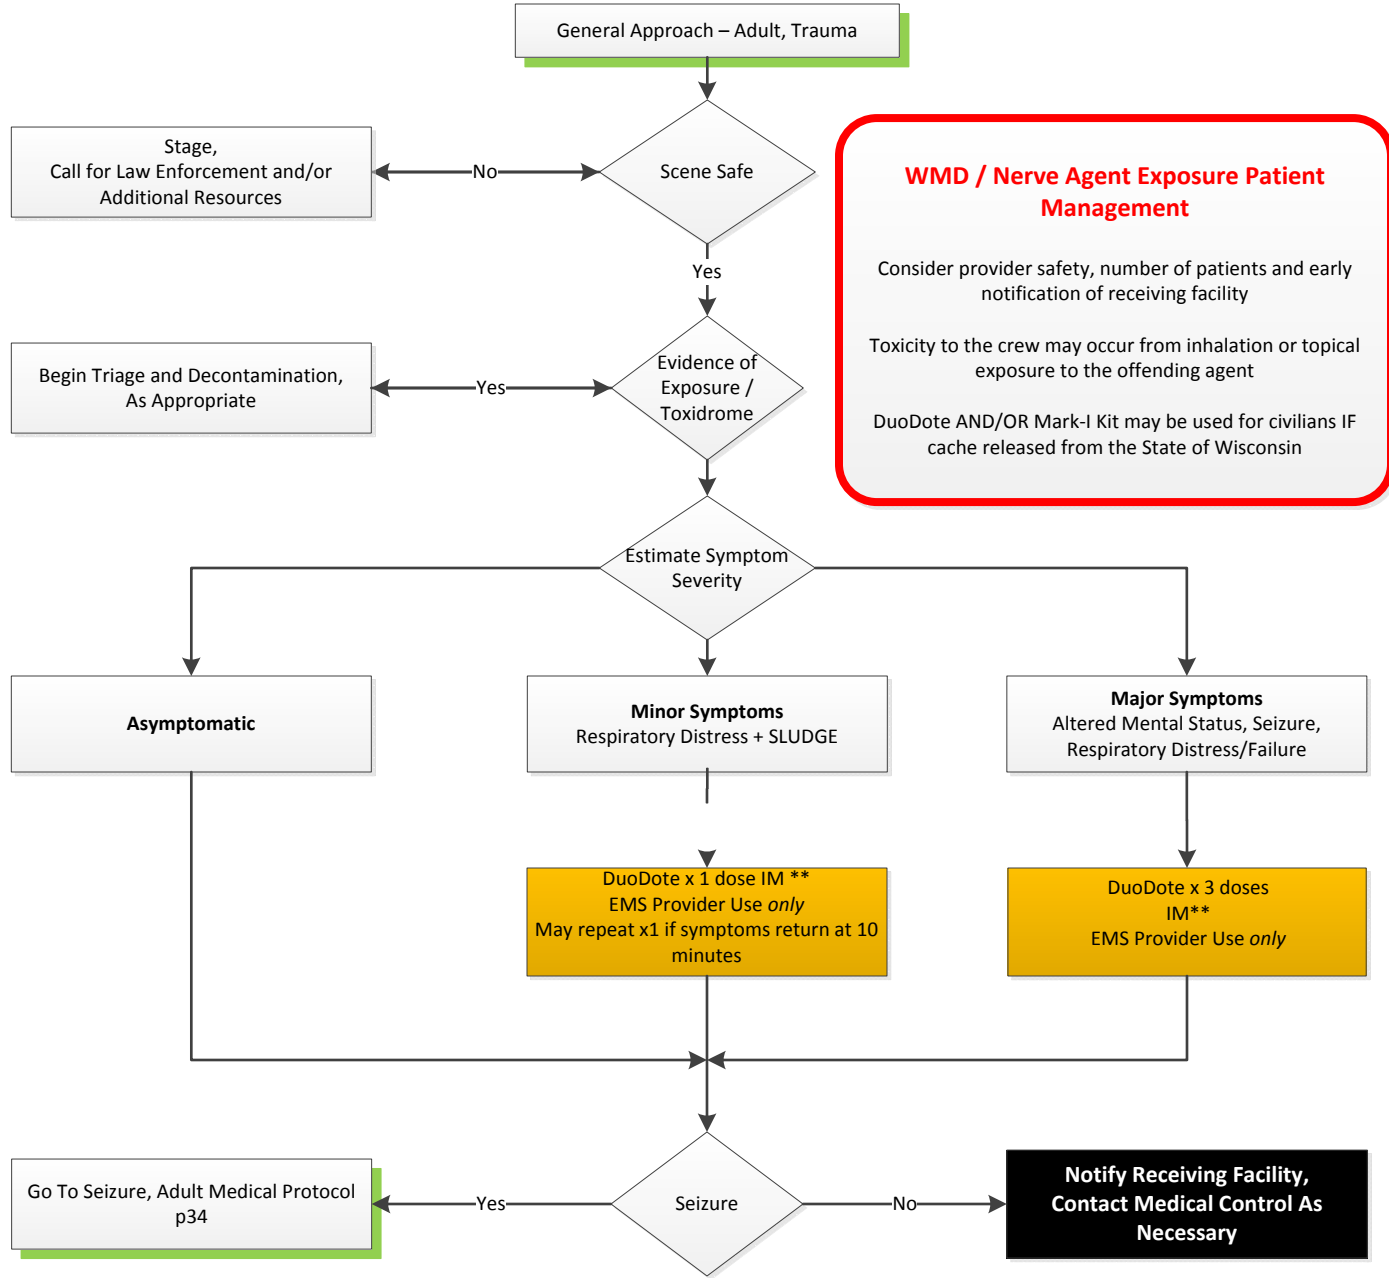 General Approach – Adult, Trauma
Stage,
Call for Law Enforcement and/or
Additional Resources
No
Scene Safe
Yes
WMD / Nerve Agent Exposure Patient
Management
Consider provider safety, number of patients and early
notification of receiving facility
Toxicity to the crew may occur from inhalation or topical
exposure to the offending agent
DuoDote AND/OR Mark-I Kit may be used for civilians IF
cache released from the State of Wisconsin
Begin Triage and Decontamination,
As Appropriate
Yes
Evidence of
Exposure /
Toxidrome
Estimate Symptom
Severity
Asymptomatic
Minor Symptoms
Respiratory Distress + SLUDGE
Major Symptoms
Altered Mental Status, Seizure,
Respiratory Distress/Failure
DuoDote x 1 dose IM **
EMS Provider Use only
May repeat x1 if symptoms return at 10
minutes
DuoDote x 3 doses
IM**
EMS Provider Use only
Go To Seizure, Adult Medical Protocol
p34
Yes
Seizure
No
Notify Receiving Facility,
Contact Medical Control As
Necessary